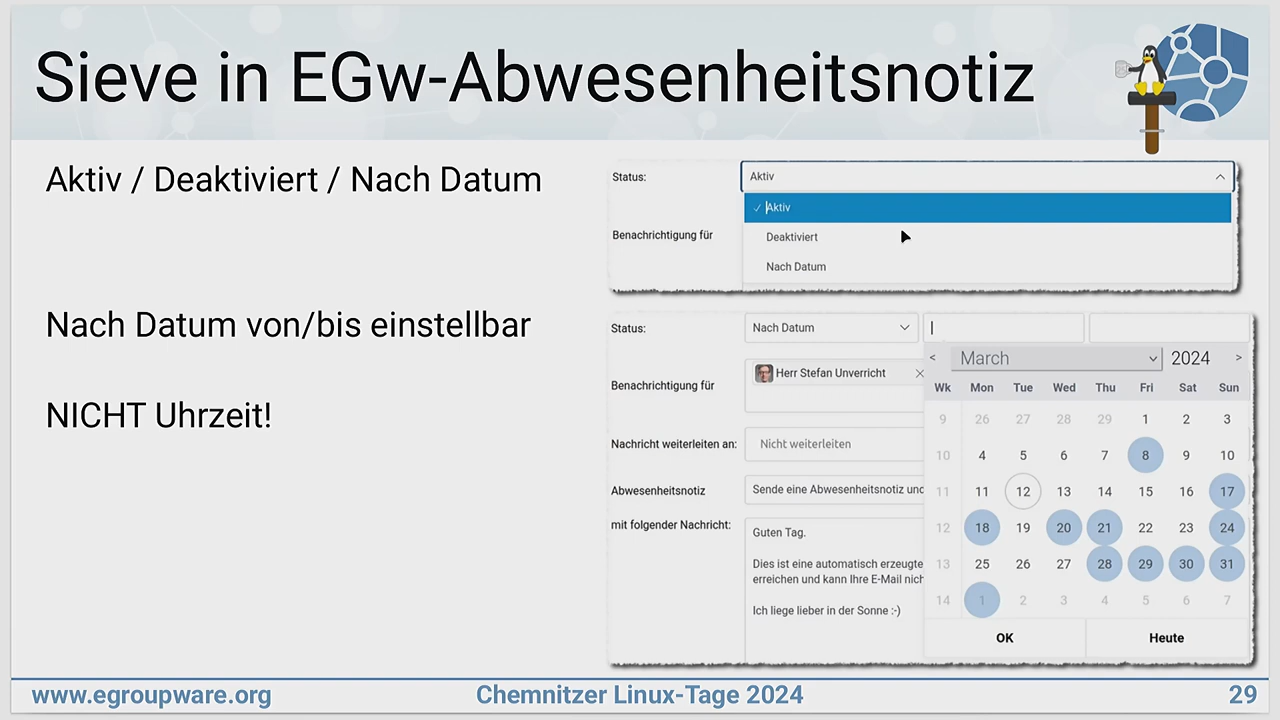 Sieve in EGw-Abwesenheitsnotiz
Aktiv / Deaktiviert / Nach Datum
Nach Datum von/bis einstellbar
NICHT Uhrzeit!
Status:
Aktiv
✓ Aktiv
Benachrichtigung für
Deaktiviert
Nach Datum
Status:
Nach Datum
Benachrichtigung für
Herr Stefan Unverricht ×
Nachricht weiterleiten an:
Nicht weiterleiten
Abwesenheitsnotiz
Sende eine Abwesenheitsnotiz und
mit folgender Nachricht:
Guten Tag.
Dies ist eine automatisch erzeugte
erreichen und kann Ihre E-Mail nich
Ich liege lieber in der Sonne :-)
< March 2024 >
Wk Mon Tue Wed Thu Fri Sat Sun
9 26 27 28 29 1 2 3
10 4 5 6 7 8 9 10
11 11 12 13 14 15 16 17
12 18 19 20 21 22 23 24
13 25 26 27 28 29 30 31
14 1 2 3 4 5 6 7
OK Heute
www.egroupware.org Chemnitzer Linux-Tage 2024 29